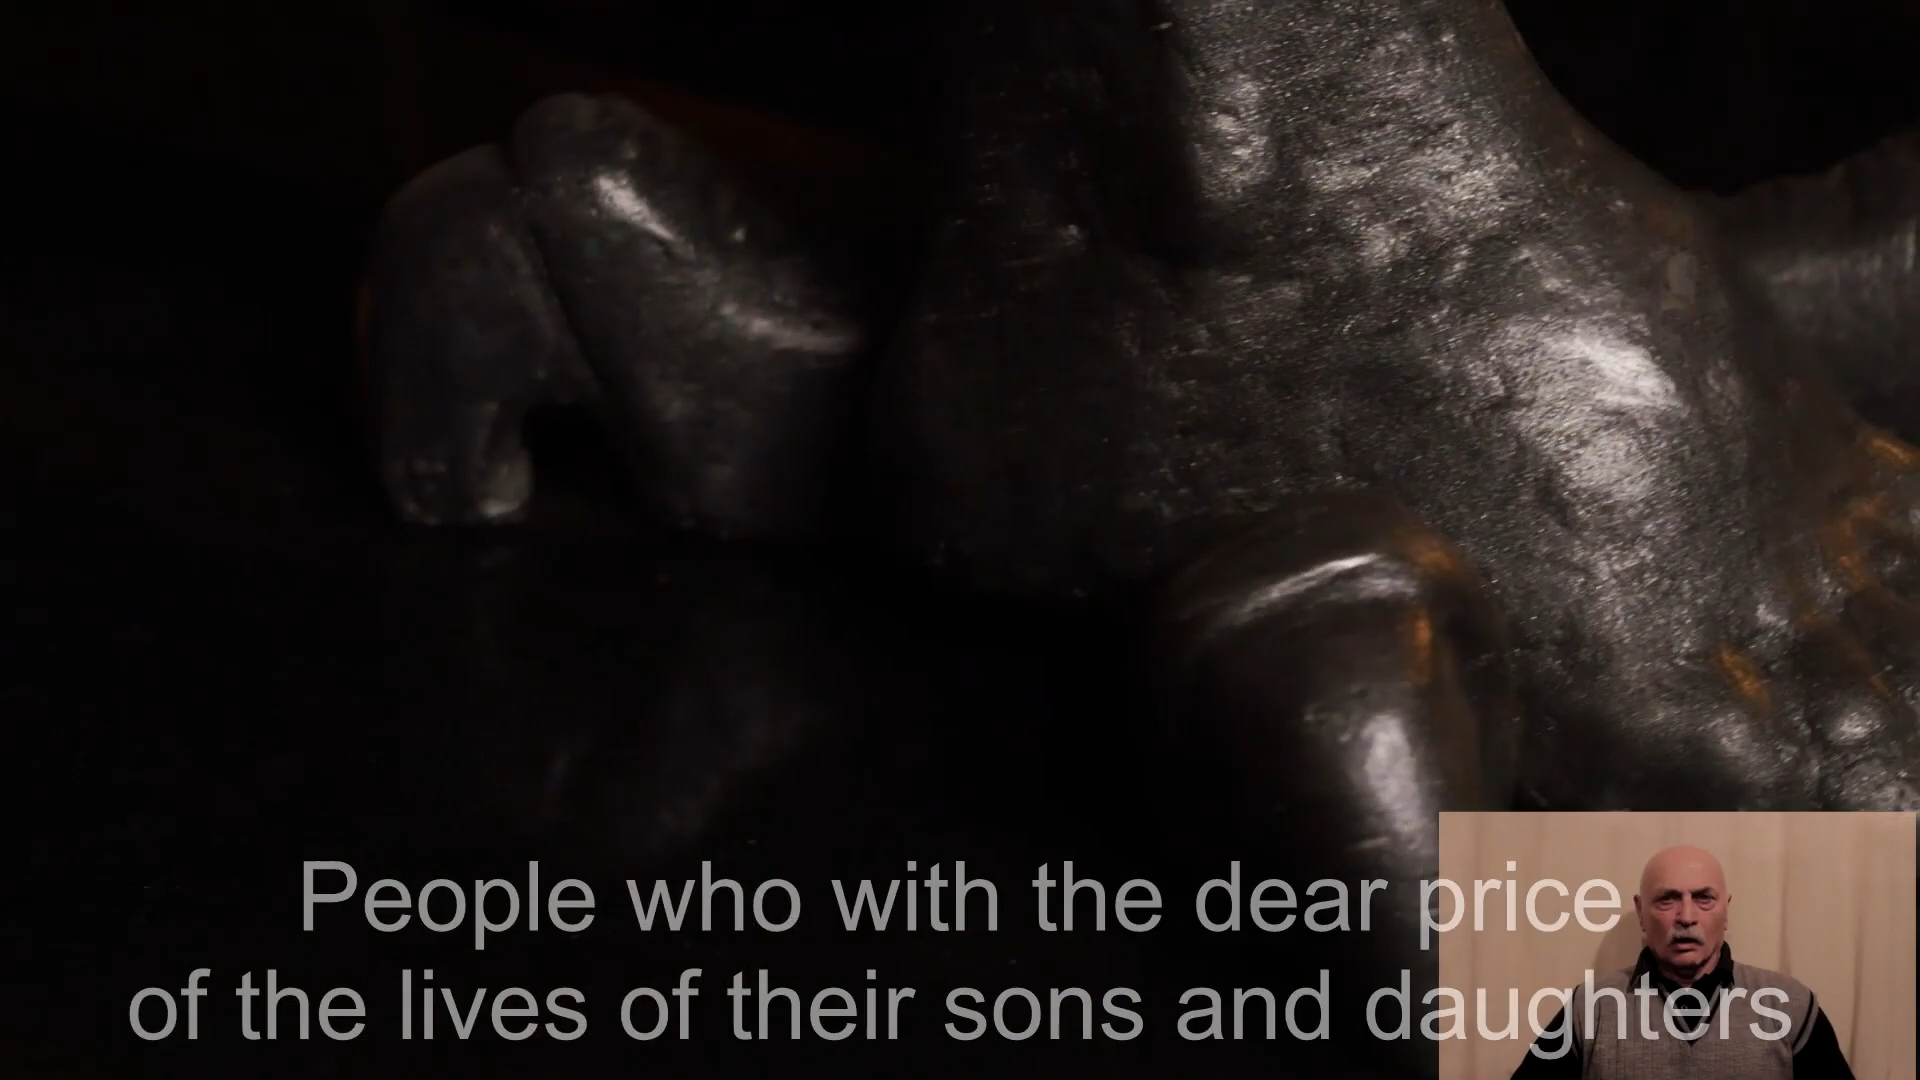 People who with the dear price
of the lives of their sons and daughters